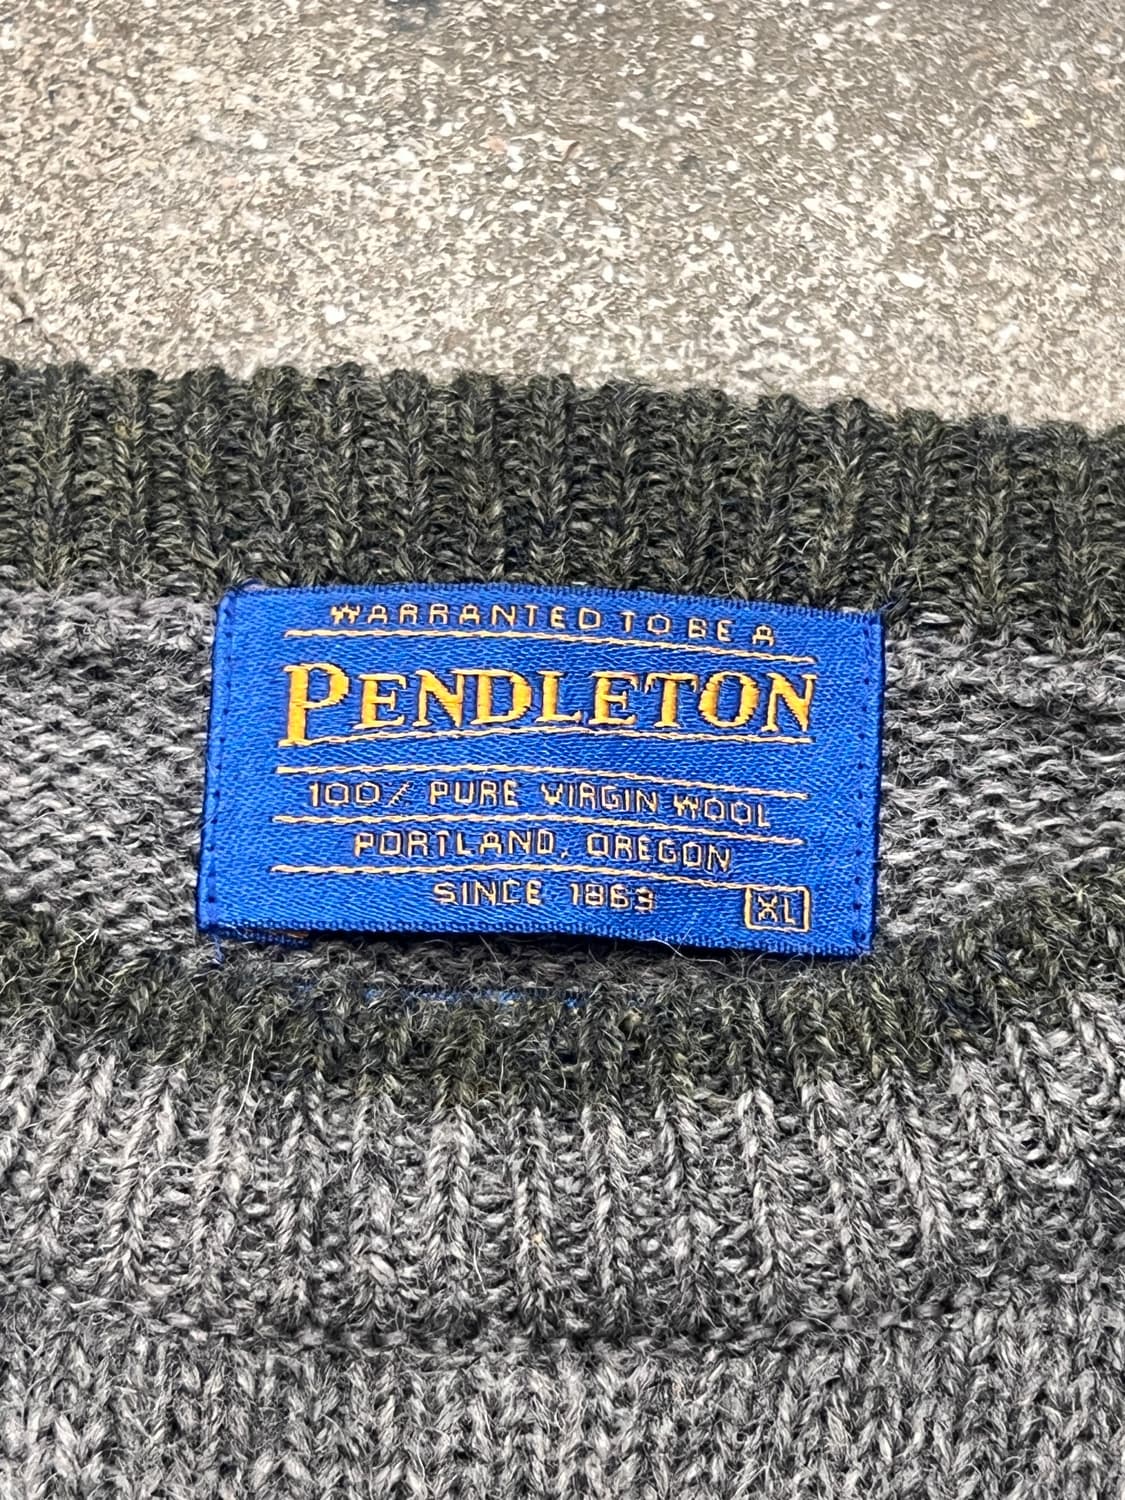 WARRANTED TO BE A
PENDLETON
100% PURE VIRGIN WOOL
PORTLAND, OREGON
SINCE 1863
XL